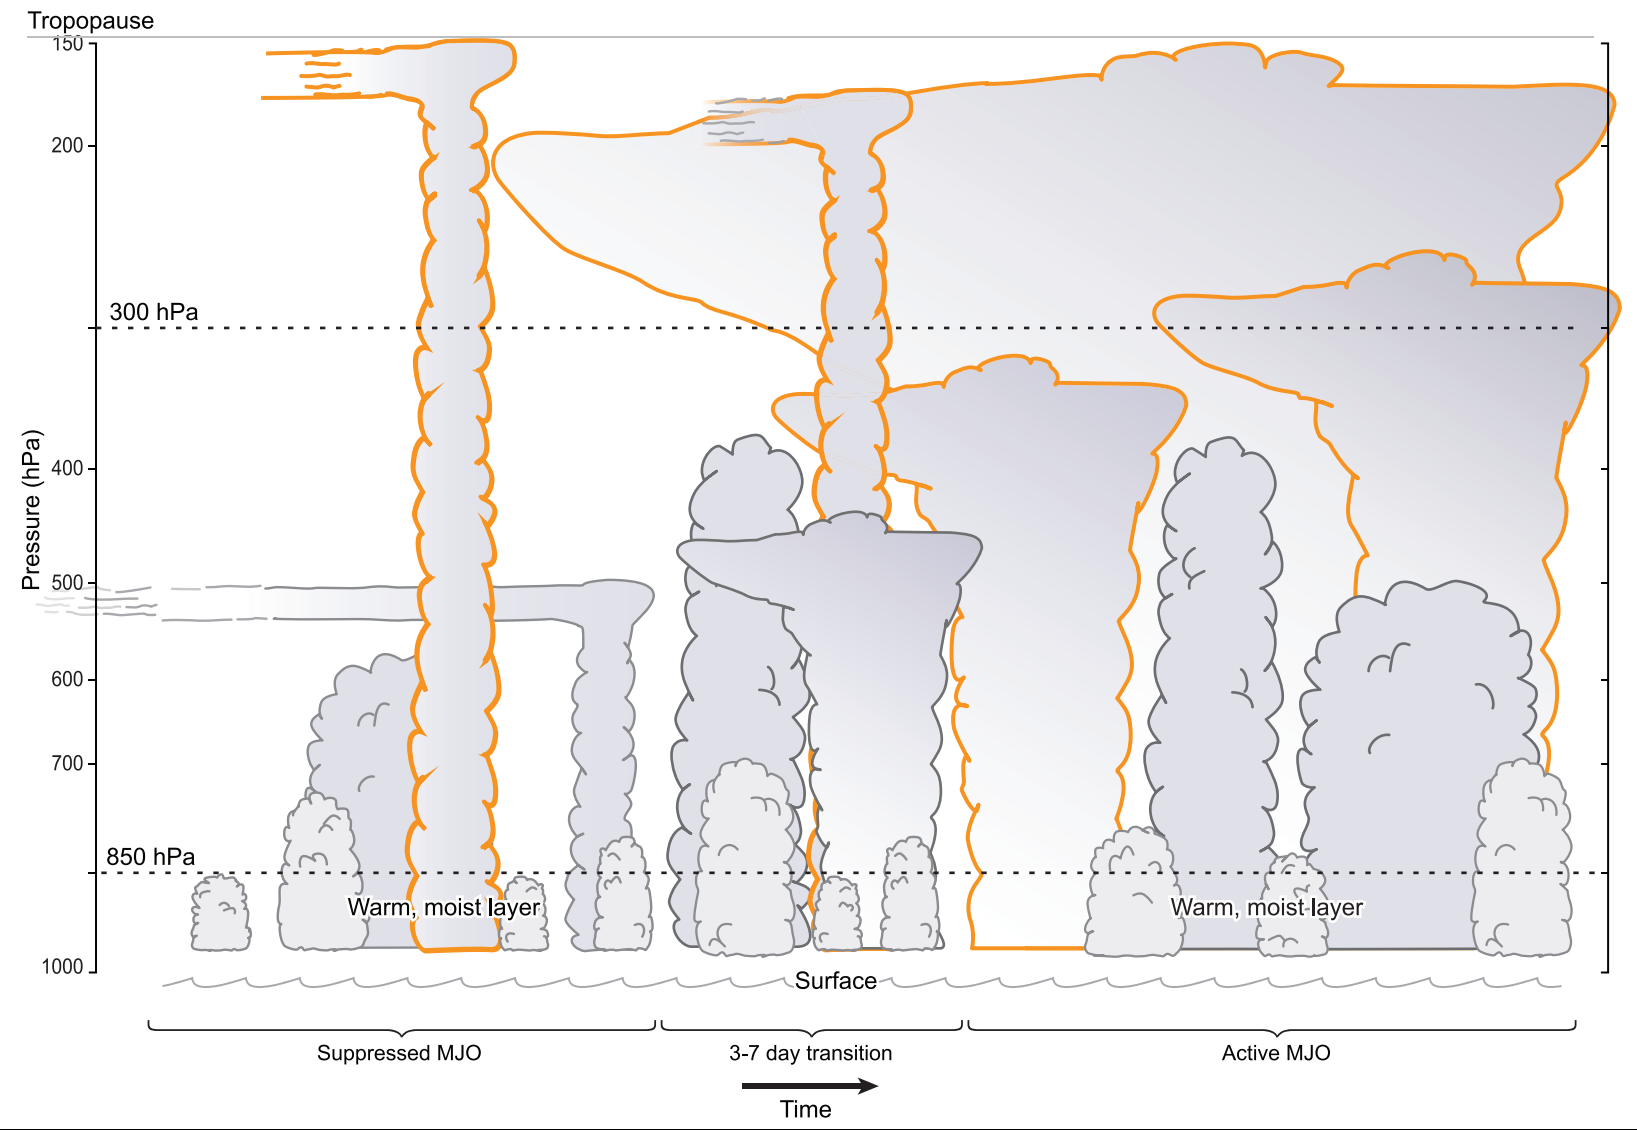 Tropopause
150
200
300 hPa
400
500
600
700
850 hPa
1000
Pressure (hPa)
Warm, moist layer
Warm, moist layer
Surface
Suppressed MJO
3-7 day transition
Active MJO
Time